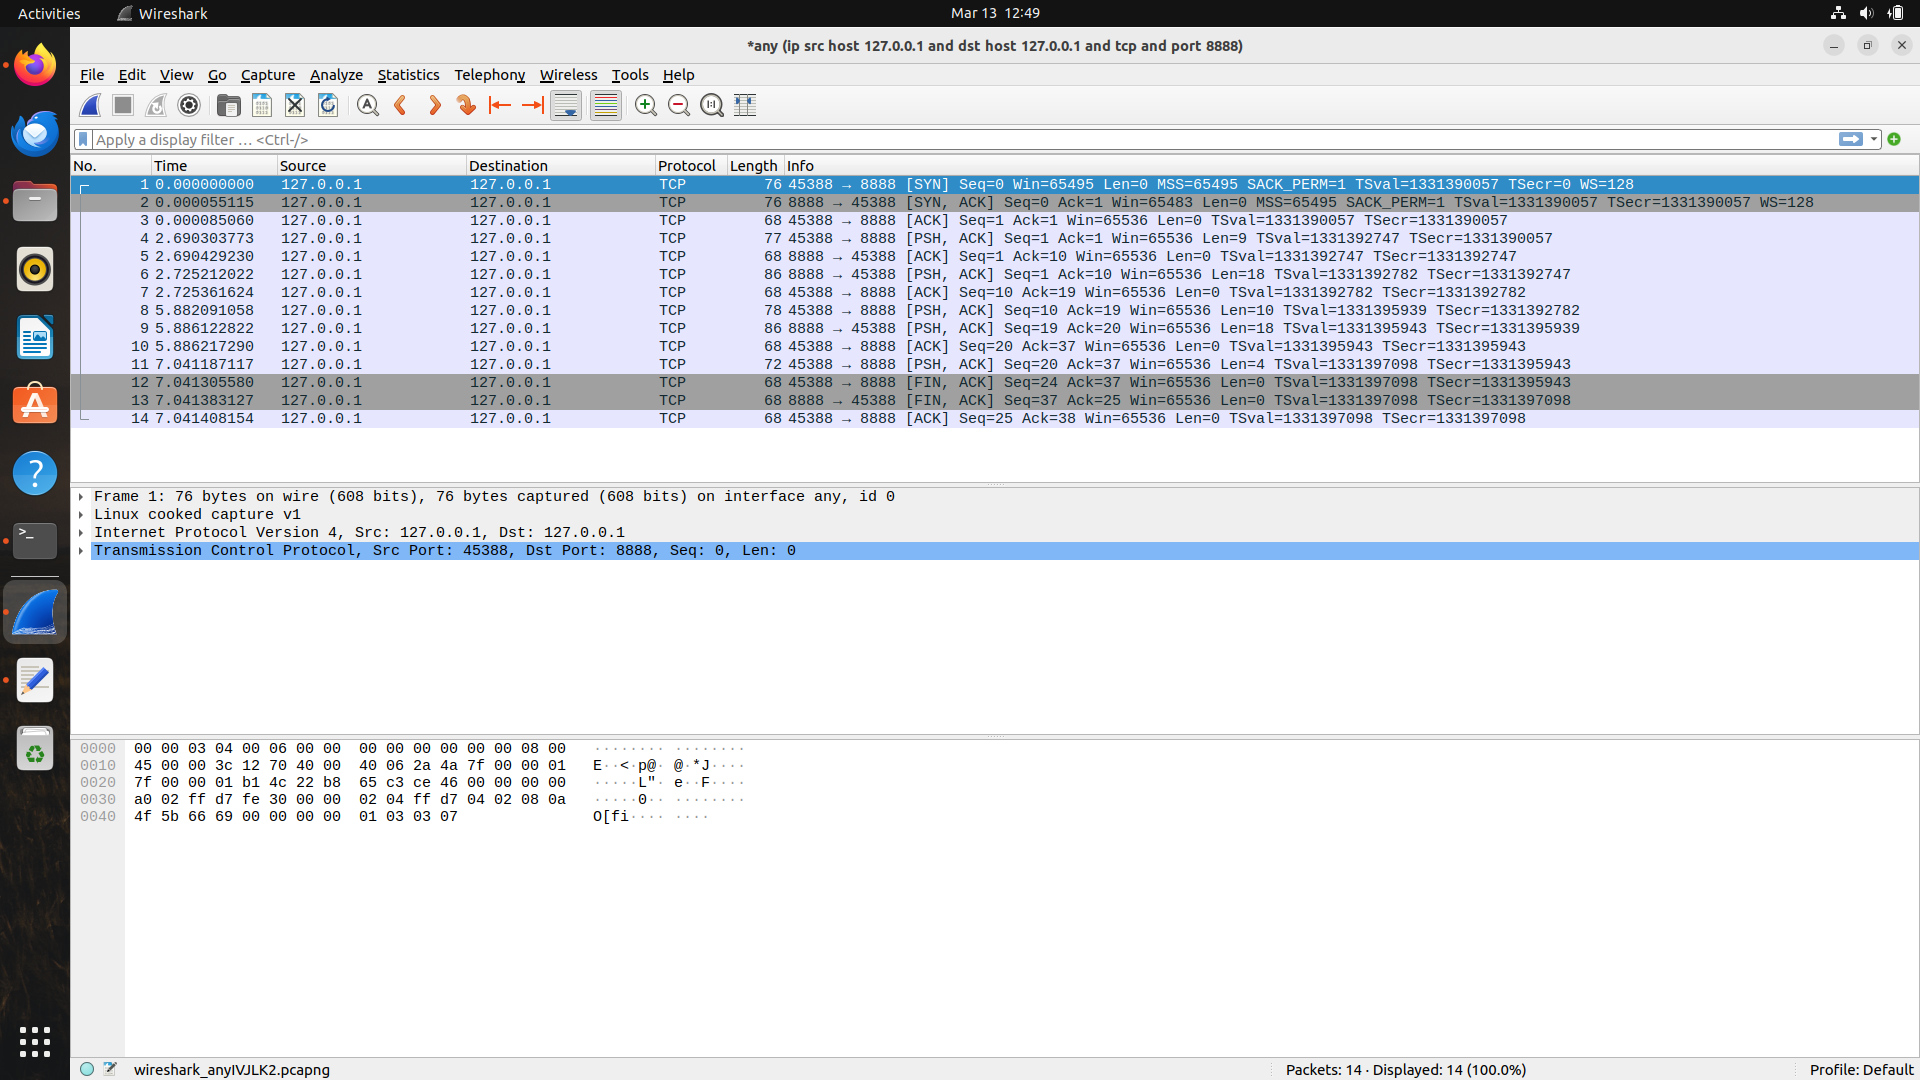 Activities Wireshark Mar 13 12:49
*any (ip src host 127.0.0.1 and dst host 127.0.0.1 and tcp and port 8888)
File Edit View Go Capture Analyze Statistics Telephony Wireless Tools Help
Apply a display filter … <Ctrl-/>
No. Time Source Destination Protocol Length Info
1 0.000000000 127.0.0.1 127.0.0.1 TCP 76 45388 → 8888 [SYN] Seq=0 Win=65495 Len=0 MSS=65495 SACK_PERM=1 TSval=1331390057 TSecr=0 WS=128
2 0.000055115 127.0.0.1 127.0.0.1 TCP 76 8888 → 45388 [SYN, ACK] Seq=0 Ack=1 Win=65483 Len=0 MSS=65495 SACK_PERM=1 TSval=1331390057 TSecr=1331390057 WS=128
3 0.000085060 127.0.0.1 127.0.0.1 TCP 68 45388 → 8888 [ACK] Seq=1 Ack=1 Win=65536 Len=0 TSval=1331390057 TSecr=1331390057
4 2.690303773 127.0.0.1 127.0.0.1 TCP 77 45388 → 8888 [PSH, ACK] Seq=1 Ack=1 Win=65536 Len=9 TSval=1331392747 TSecr=1331390057
5 2.690429230 127.0.0.1 127.0.0.1 TCP 68 8888 → 45388 [ACK] Seq=1 Ack=10 Win=65536 Len=0 TSval=1331392747 TSecr=1331392747
6 2.725212022 127.0.0.1 127.0.0.1 TCP 86 8888 → 45388 [PSH, ACK] Seq=1 Ack=10 Win=65536 Len=18 TSval=1331392782 TSecr=1331392747
7 2.725361624 127.0.0.1 127.0.0.1 TCP 68 45388 → 8888 [ACK] Seq=10 Ack=19 Win=65536 Len=0 TSval=1331392782 TSecr=1331392782
8 5.882091058 127.0.0.1 127.0.0.1 TCP 78 45388 → 8888 [PSH, ACK] Seq=10 Ack=19 Win=65536 Len=10 TSval=1331395939 TSecr=1331392782
9 5.886122822 127.0.0.1 127.0.0.1 TCP 86 8888 → 45388 [PSH, ACK] Seq=19 Ack=20 Win=65536 Len=18 TSval=1331395943 TSecr=1331395939
10 5.886217290 127.0.0.1 127.0.0.1 TCP 68 45388 → 8888 [ACK] Seq=20 Ack=37 Win=65536 Len=0 TSval=1331395943 TSecr=1331395943
11 7.041187117 127.0.0.1 127.0.0.1 TCP 72 45388 → 8888 [PSH, ACK] Seq=20 Ack=37 Win=65536 Len=4 TSval=1331397098 TSecr=1331395943
12 7.041305580 127.0.0.1 127.0.0.1 TCP 68 45388 → 8888 [FIN, ACK] Seq=24 Ack=37 Win=65536 Len=0 TSval=1331397098 TSecr=1331395943
13 7.041383127 127.0.0.1 127.0.0.1 TCP 68 8888 → 45388 [FIN, ACK] Seq=37 Ack=25 Win=65536 Len=0 TSval=1331397098 TSecr=1331397098
14 7.041408154 127.0.0.1 127.0.0.1 TCP 68 45388 → 8888 [ACK] Seq=25 Ack=38 Win=65536 Len=0 TSval=1331397098 TSecr=1331397098
Frame 1: 76 bytes on wire (608 bits), 76 bytes captured (608 bits) on interface any, id 0
Linux cooked capture v1
Internet Protocol Version 4, Src: 127.0.0.1, Dst: 127.0.0.1
Transmission Control Protocol, Src Port: 45388, Dst Port: 8888, Seq: 0, Len: 0
0000 00 00 03 04 00 06 00 00 00 00 00 00 00 00 08 00 ········ ········
0010 45 00 00 3c 12 70 40 00 40 06 2a 4a 7f 00 00 01 E··<·p@· @·*J····
0020 7f 00 00 01 b1 4c 22 b8 65 c3 ce 46 00 00 00 00 ·····L"· e··F····
0030 a0 02 ff d7 fe 30 00 00 02 04 ff d7 04 02 08 0a ·····0·· ········
0040 4f 5b 66 69 00 00 00 00 01 03 03 07 O[fi···· ····
wireshark_anyIVJLK2.pcapng Packets: 14 · Displayed: 14 (100.0%) Profile: Default